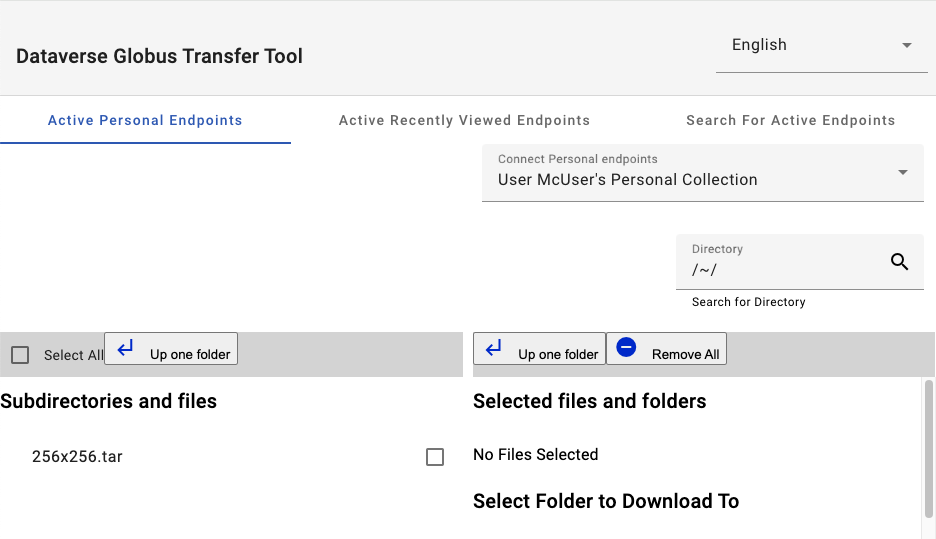 Dataverse Globus Transfer Tool
English
Active Personal Endpoints
Active Recently Viewed Endpoints
Search For Active Endpoints
Connect Personal endpoints
User McUser's Personal Collection
Directory
/~/
Search for Directory
Select All
Up one folder
Up one folder
Remove All
Subdirectories and files
Selected files and folders
256x256.tar
No Files Selected
Select Folder to Download To